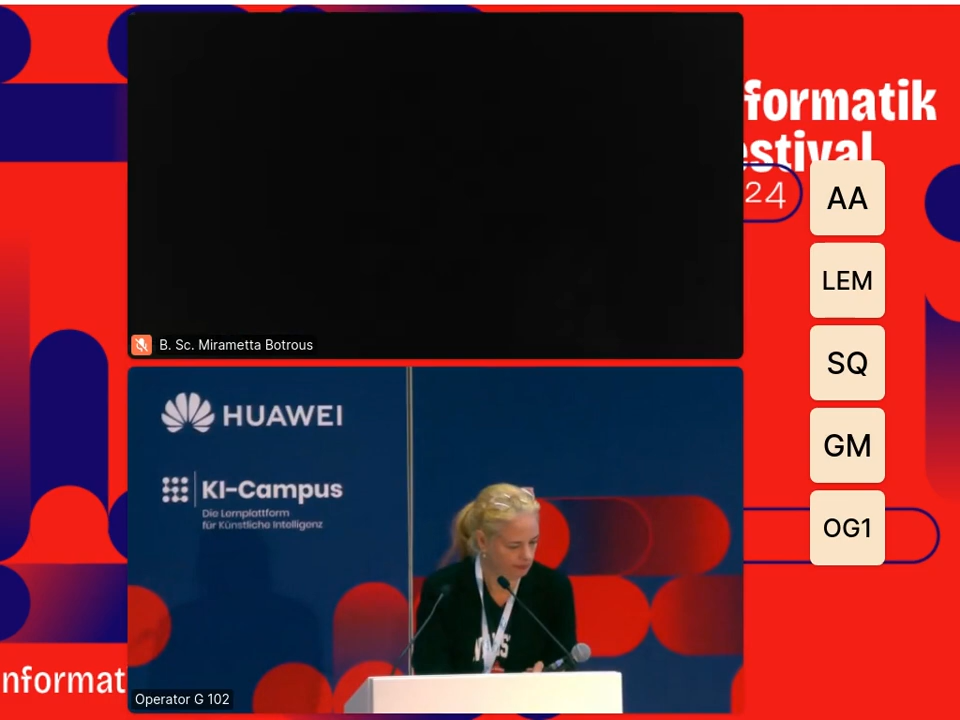 formatik
estival
24
AA
LEM
SQ
GM
OG1
B. Sc. Mirametta Botrous
HUAWEI
KI-Campus
Die Lernplattform
für Künstliche Intelligenz
Operator G 102
nformat